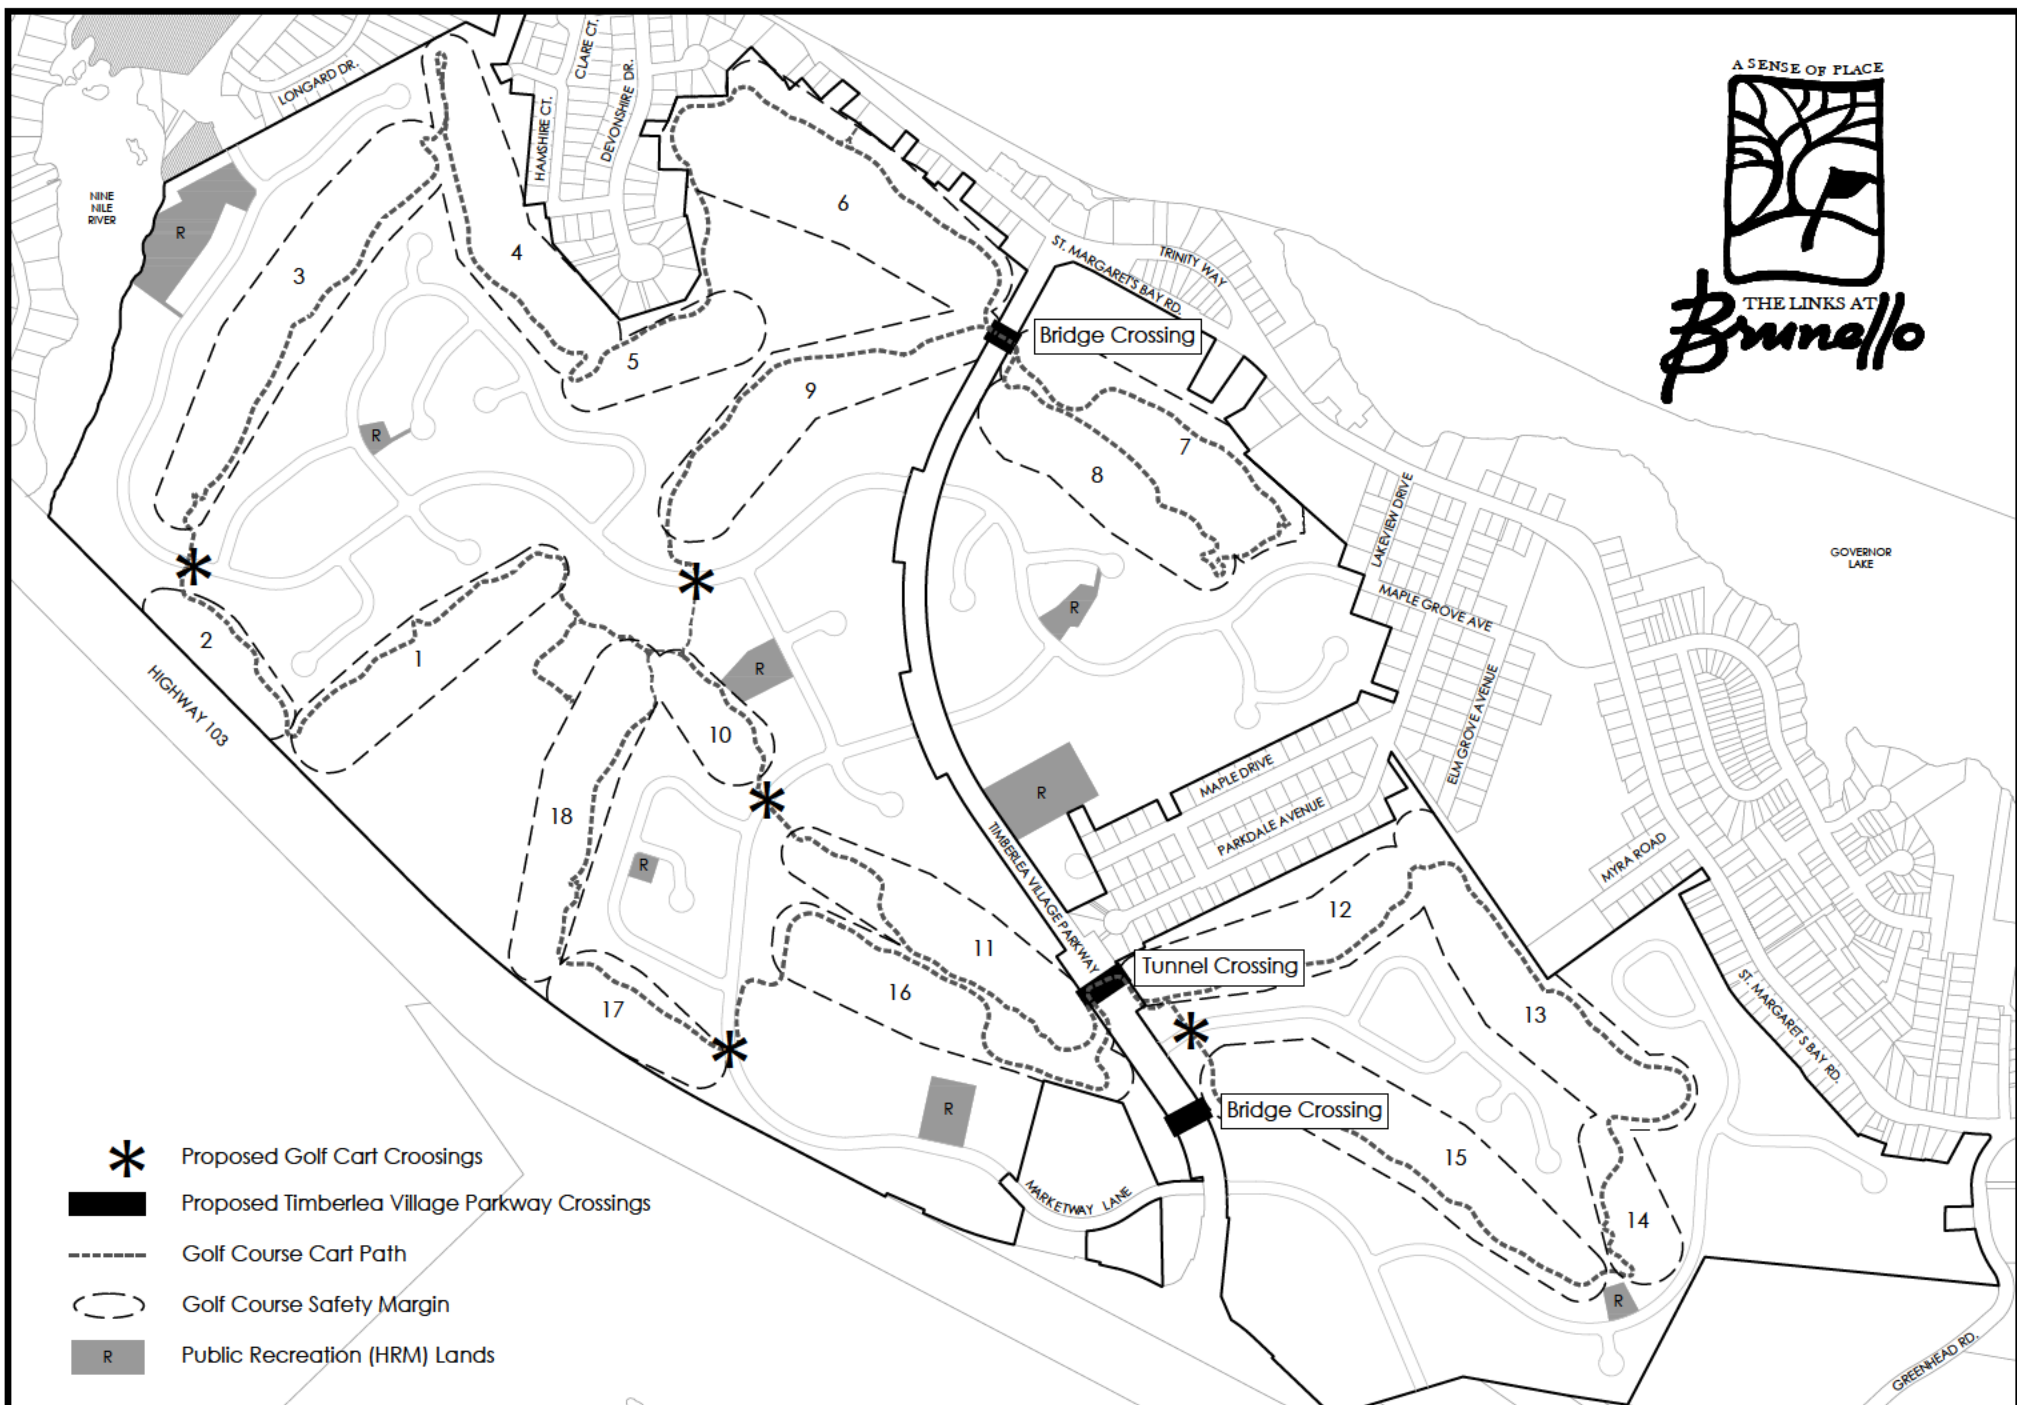 A SENSE OF PLACE
THE LINKS AT
Brunello
LONGARD DR.
CLARE CT.
HAMSHIRE CT.
DEVONSHIRE DR.
NINE
NILE
RIVER
R
3
4
6
5
9
ST. MARGARET'S BAY RD.
TRINITY WAY
Bridge Crossing
7
8
R
LAKEVIEW DRIVE
MAPLE GROVE AVE
ELM GROVE AVENUE
GOVERNOR
LAKE
2
1
HIGHWAY 103
R
R
10
R
18
R
MAPLE DRIVE
PARKDALE AVENUE
MYRA ROAD
TIMBERLEA VILLAGE PARKWAY
12
11
Tunnel Crossing
16
17
13
ST. MARGARET'S BAY RD.
R
Bridge Crossing
15
14
MARKETWAY LANE
R
GREENHEAD RD.
Proposed Golf Cart Croosings
Proposed Timberlea Village Parkway Crossings
Golf Course Cart Path
Golf Course Safety Margin
R Public Recreation (HRM) Lands